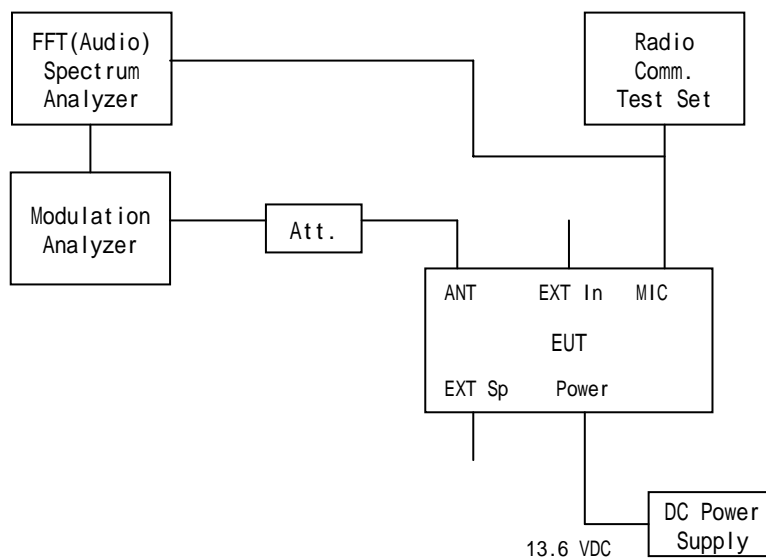 FFT(Audio)
Spectrum
Analyzer
Radio
Comm.
Test Set
Modulation
Analyzer
Att.
ANT EXT In MIC
EUT
EXT Sp Power
DC Power
Supply
13.6 VDC